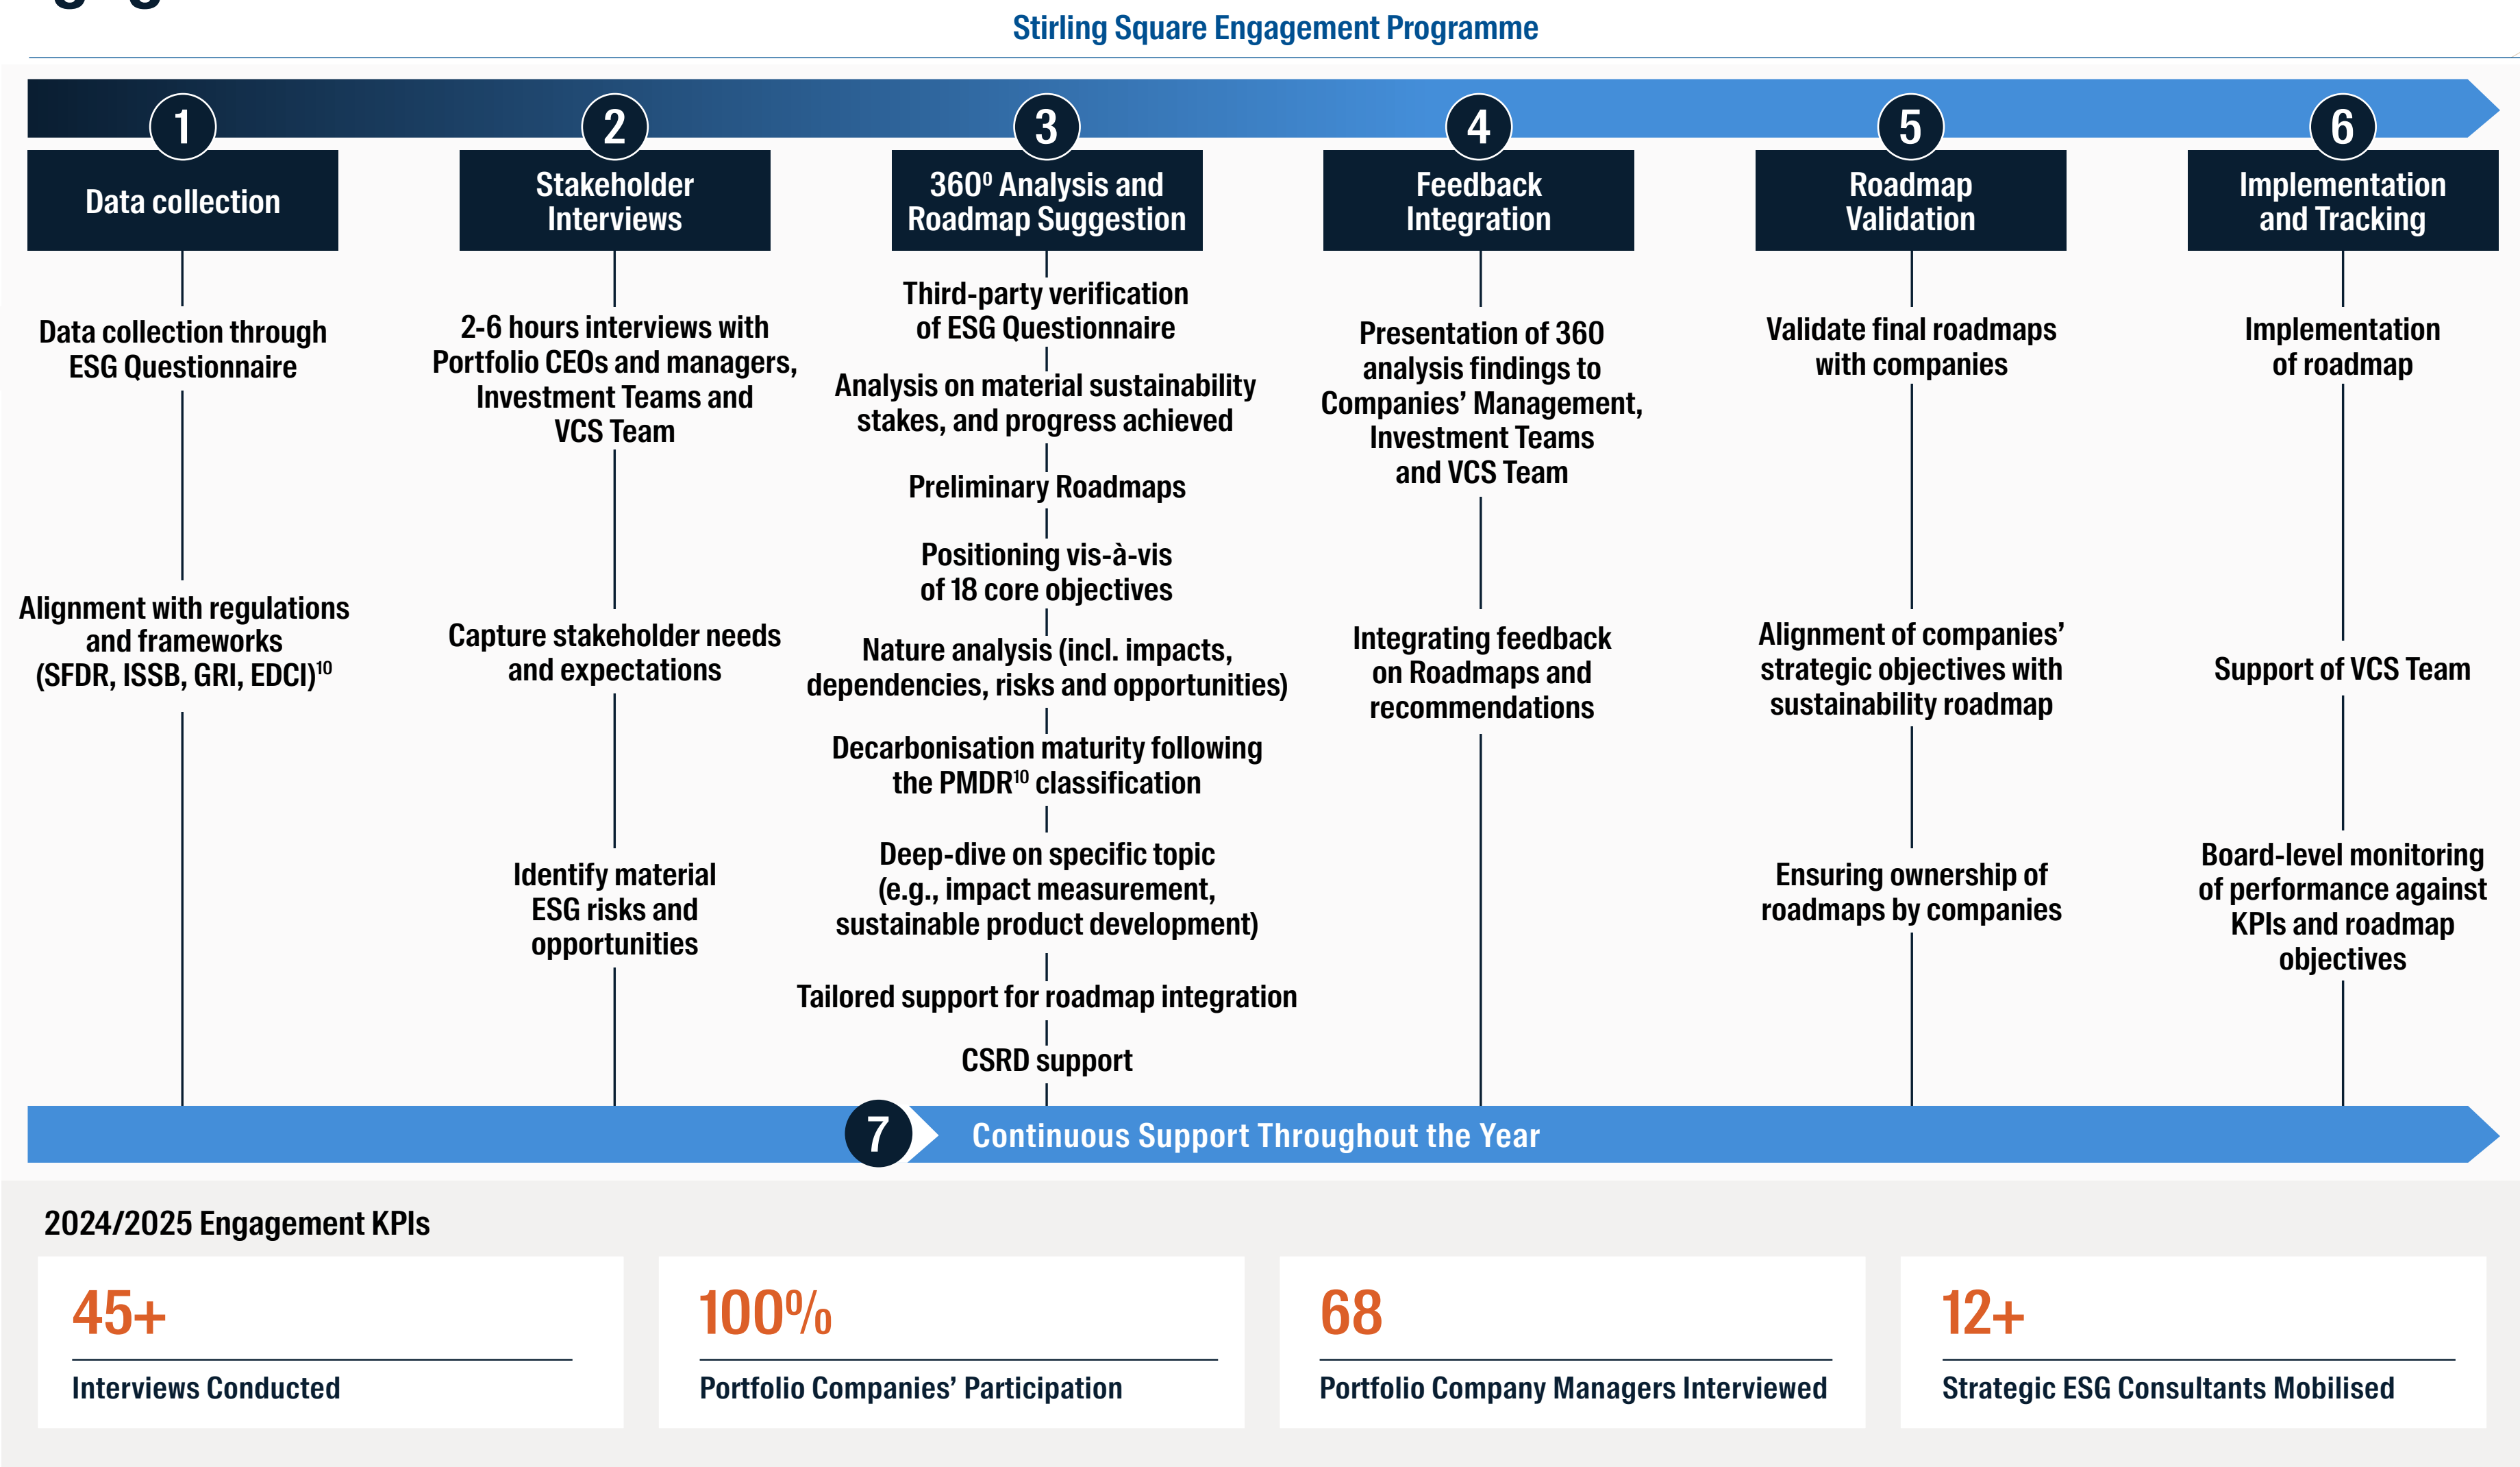 Stirling Square Engagement Programme
1
Data collection
Data collection through
ESG Questionnaire
Alignment with regulations
and frameworks
(SFDR, ISSB, GRI, EDCI)10
2
Stakeholder
Interviews
2-6 hours interviews with
Portfolio CEOs and managers,
Investment Teams and
VCS Team
Capture stakeholder needs
and expectations
Identify material
ESG risks and
opportunities
3
360⁰ Analysis and
Roadmap Suggestion
Third-party verification
of ESG Questionnaire
Analysis on material sustainability
stakes, and progress achieved
Preliminary Roadmaps
Positioning vis-à-vis
of 18 core objectives
Nature analysis (incl. impacts,
dependencies, risks and opportunities)
Decarbonisation maturity following
the PMDR10 classification
Deep-dive on specific topic
(e.g., impact measurement,
sustainable product development)
Tailored support for roadmap integration
CSRD support
4
Feedback
Integration
Presentation of 360
analysis findings to
Companies’ Management,
Investment Teams
and VCS Team
Integrating feedback
on Roadmaps and
recommendations
5
Roadmap
Validation
Validate final roadmaps
with companies
Alignment of companies’
strategic objectives with
sustainability roadmap
Ensuring ownership of
roadmaps by companies
6
Implementation
and Tracking
Implementation
of roadmap
Support of VCS Team
Board-level monitoring
of performance against
KPIs and roadmap
objectives
7
Continuous Support Throughout the Year
2024/2025 Engagement KPIs
45+
Interviews Conducted
100%
Portfolio Companies’ Participation
68
Portfolio Company Managers Interviewed
12+
Strategic ESG Consultants Mobilised